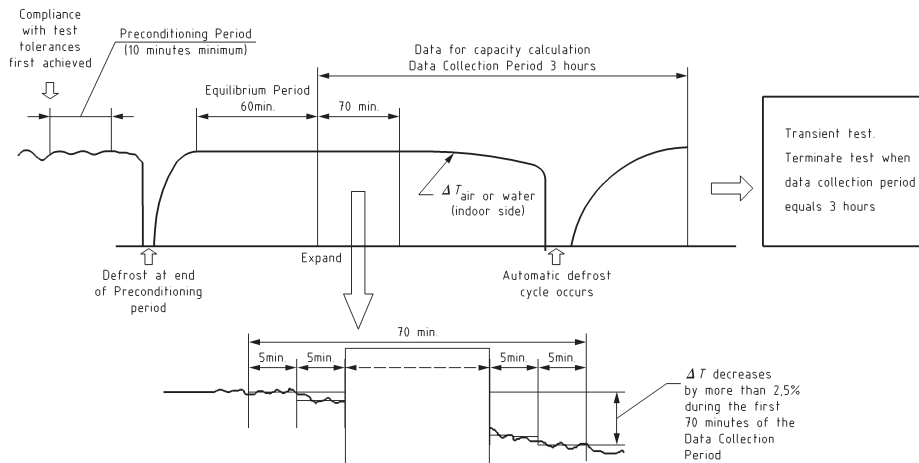 Compliance
with test
tolerances
first achieved
Preconditioning Period
(10 minutes minimum)
Data for capacity calculation
Data Collection Period 3 hours
Equilibrium Period
60min.
70 min.
ΔT air or water
(indoor side)
Transient test.
Terminate test when
data collection period
equals 3 hours
Defrost at end
of Preconditioning
period
Expand
Automatic defrost
cycle occurs
70 min.
5min.
5min.
5min.
5min.
ΔT decreases
by more than 2,5%
during the first
70 minutes of the
Data Collection
Period